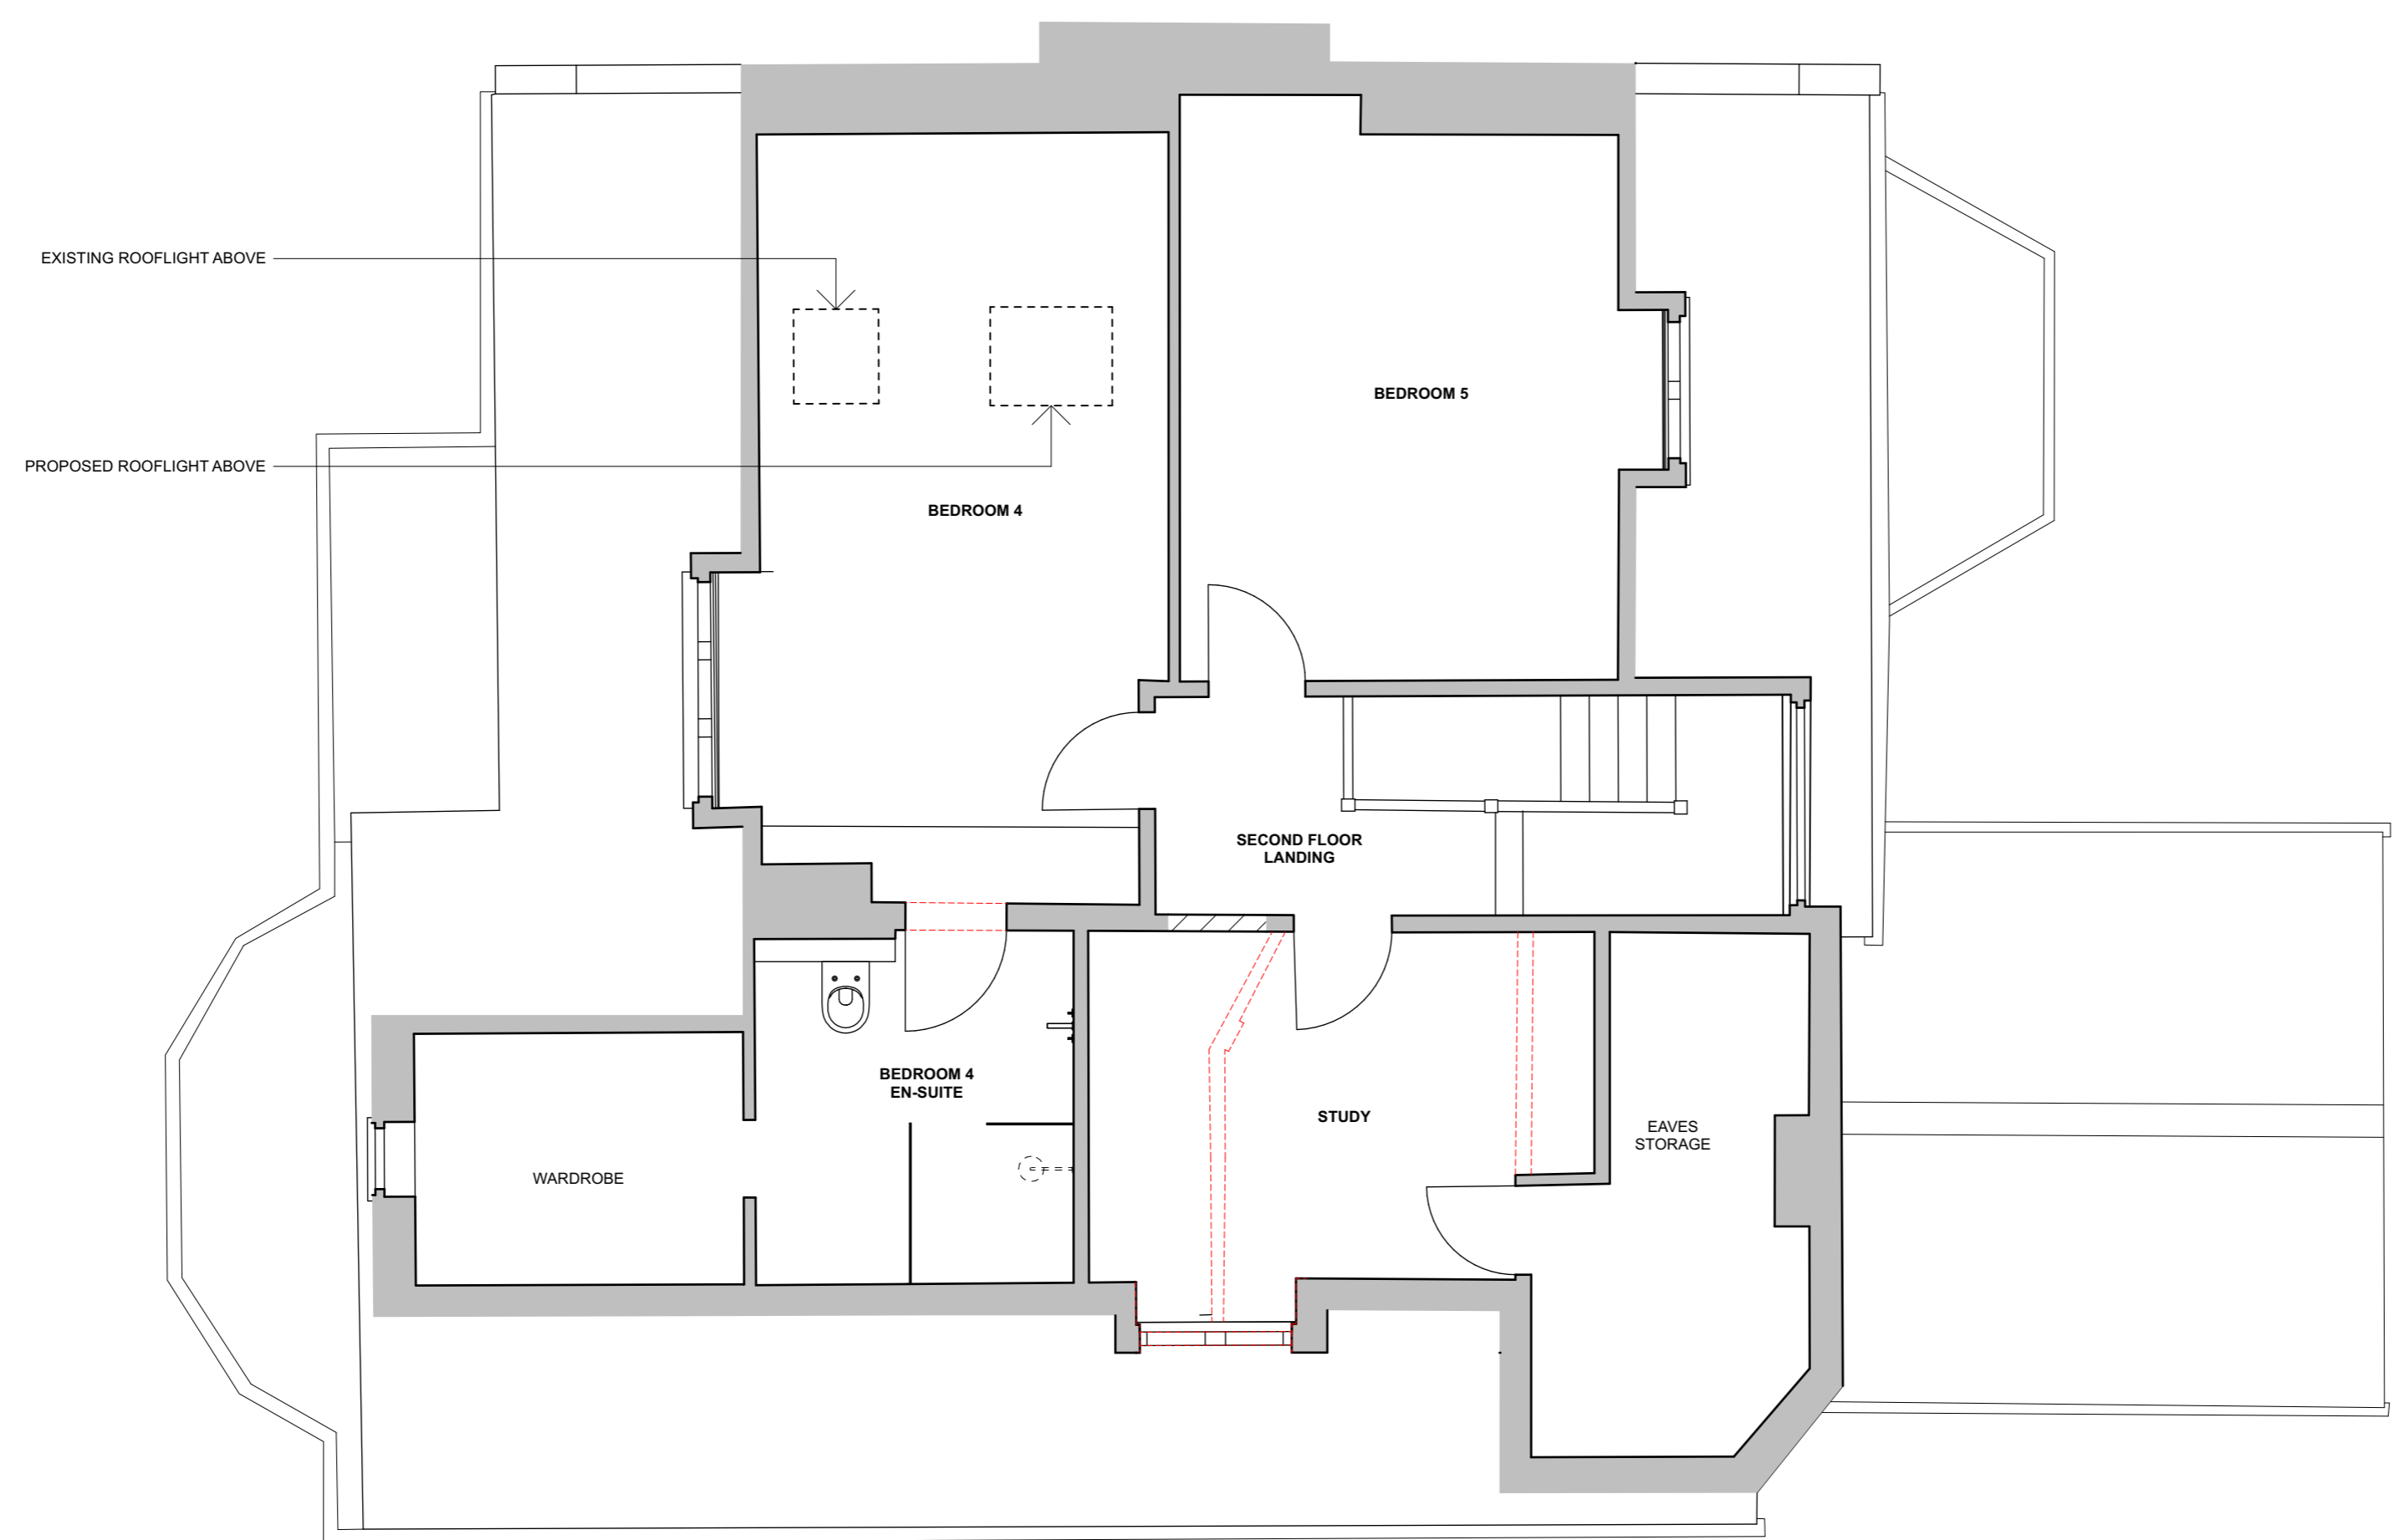 EXISTING ROOFLIGHT ABOVE
BEDROOM 5
PROPOSED ROOFLIGHT ABOVE
BEDROOM 4
SECOND FLOOR
LANDING
BEDROOM 4
EN-SUITE
STUDY
EAVES
STORAGE
WARDROBE